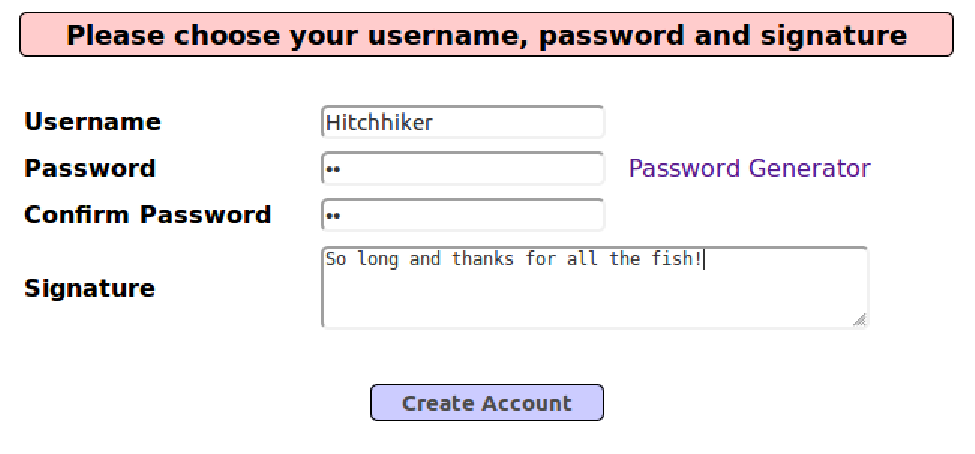 Please choose your username, password and signature
Username Hitchhiker
Password •• Password Generator
Confirm Password ••
Signature So long and thanks for all the fish!
Create Account